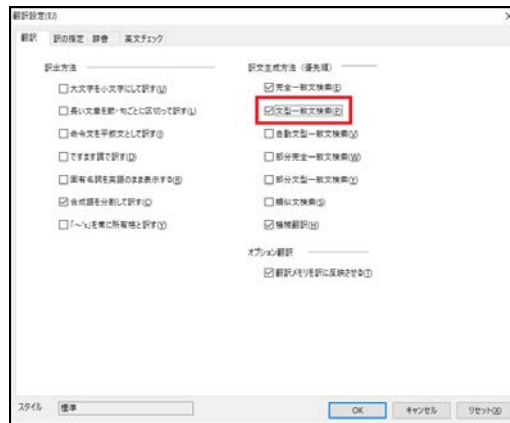 翻訳設定(EJ)
翻訳 訳の指定 辞書 英文チェック
訳出方法
大文字を小文字にして訳す(U)
長い文章を節・句ごとに区切って訳す(L)
命令文を平叙文として訳す(I)
ですます調で訳す(D)
固有名詞を英語のまま表示する(R)
合成語を分割して訳す(C)
「~'s」を常に所有格と訳す(Y)
訳文生成方法（優先順）
完全一致文検索(E)
文型一致文検索(P)
自動文型一致文検索(V)
部分完全一致文検索(W)
部分文型一致文検索(Y)
類似文検索(S)
機械翻訳(H)
オプション翻訳
翻訳メモリを訳に反映させる(T)
スタイル 標準
OK キャンセル リセット(X)